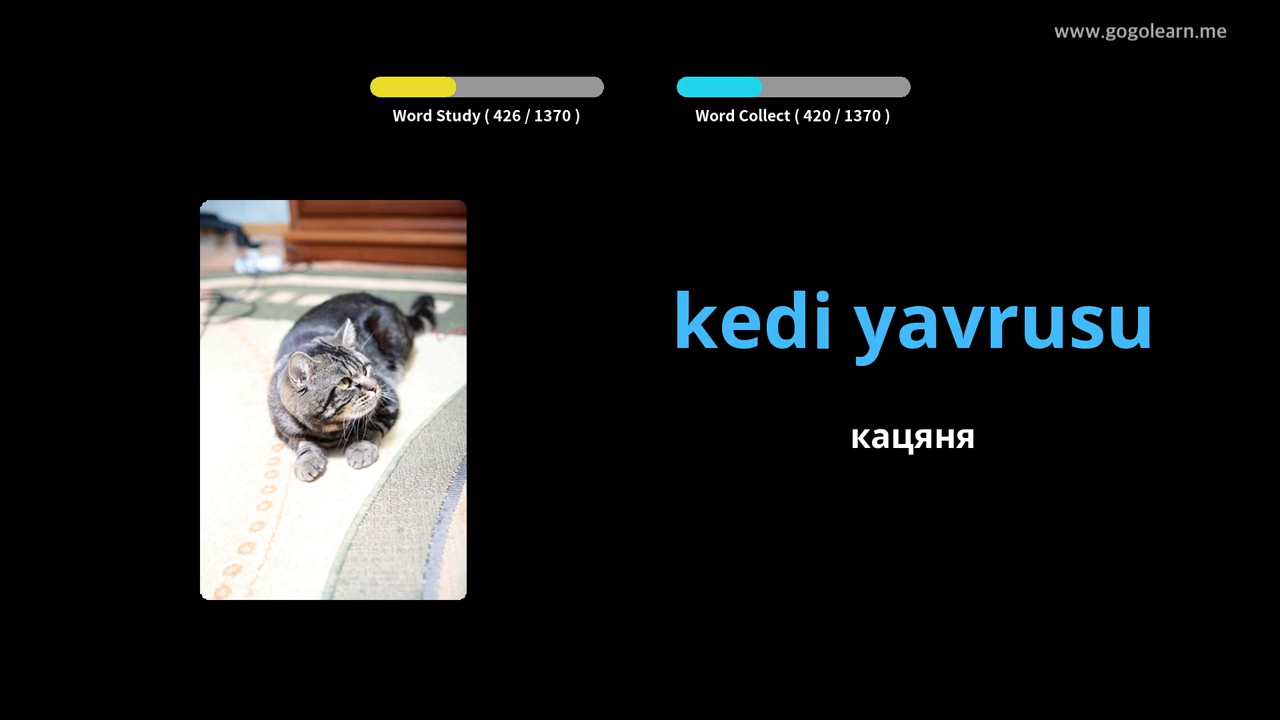 www.gogolearn.me
Word Study ( 426 / 1370 )
Word Collect ( 420 / 1370 )
kedi yavrusu
кацяня